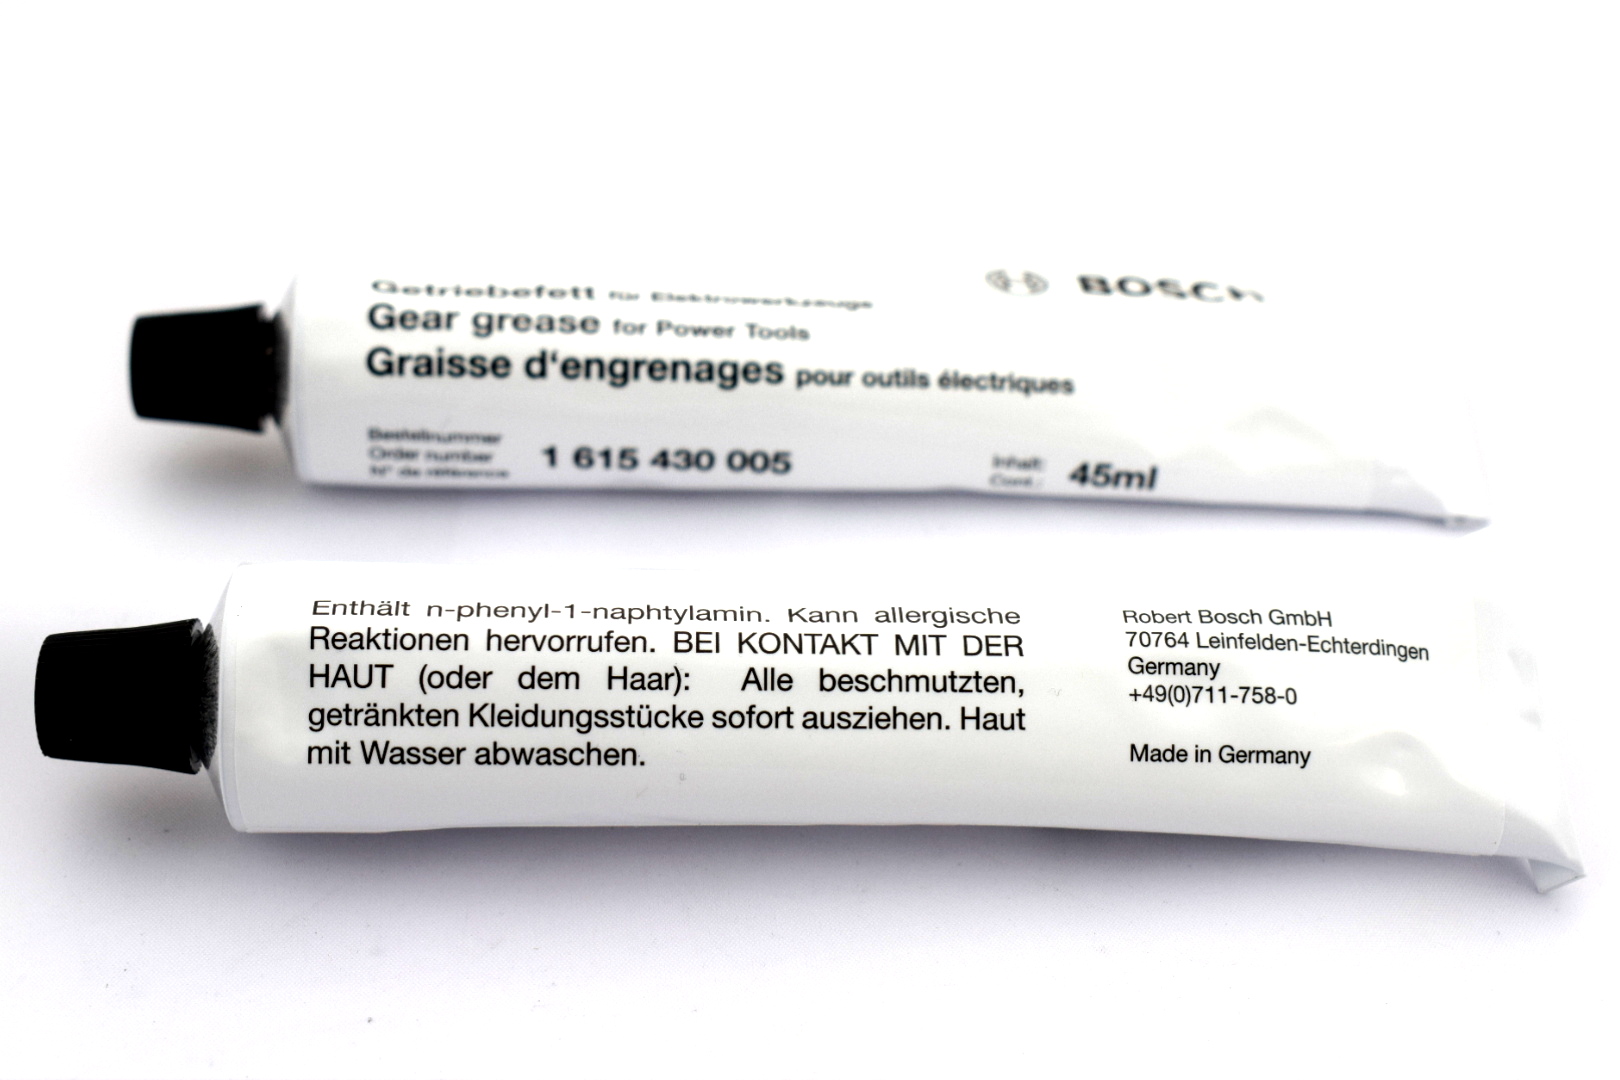 Getriebefett für Elektrowerkzeuge
BOSCH
Gear grease for Power Tools
Graisse d‘engrenages pour outils électriques
Bestellnummer
Order number
N° de référence
1 615 430 005
Inhalt:
Cont.:
45ml
Enthält n-phenyl-1-naphtylamin. Kann allergische
Reaktionen hervorrufen. BEI KONTAKT MIT DER
HAUT (oder dem Haar): Alle beschmutzten,
getränkten Kleidungsstücke sofort ausziehen. Haut
mit Wasser abwaschen.
Robert Bosch GmbH
70764 Leinfelden-Echterdingen
Germany
+49(0)711-758-0
Made in Germany